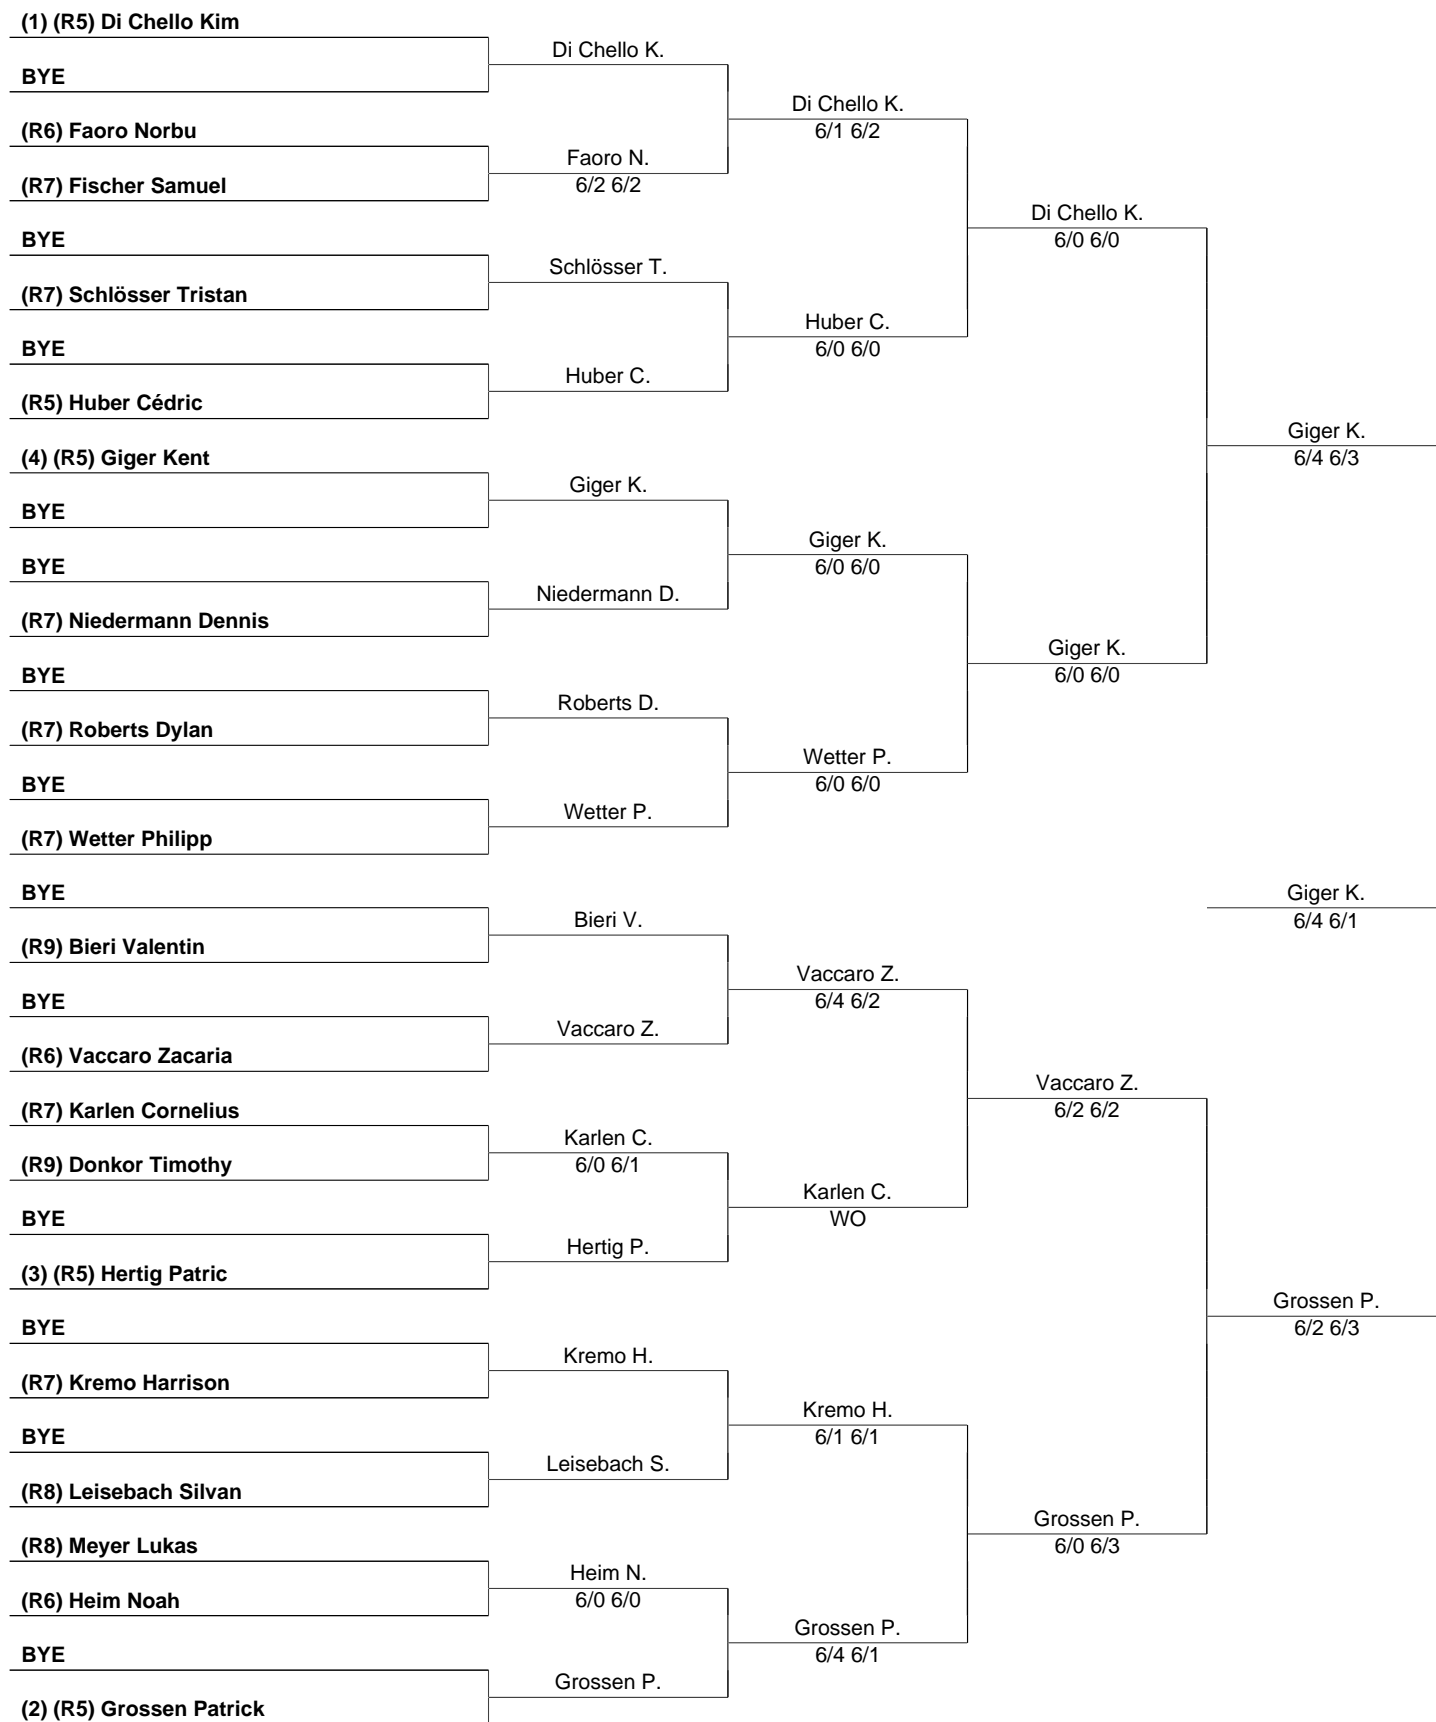 (1) (R5) Di Chello Kim
BYE
(R6) Faoro Norbu
(R7) Fischer Samuel
BYE
(R7) Schlösser Tristan
BYE
(R5) Huber Cédric
(4) (R5) Giger Kent
BYE
BYE
(R7) Niedermann Dennis
BYE
(R7) Roberts Dylan
BYE
(R7) Wetter Philipp
BYE
(R9) Bieri Valentin
BYE
(R6) Vaccaro Zacaria
(R7) Karlen Cornelius
(R9) Donkor Timothy
BYE
(3) (R5) Hertig Patric
BYE
(R7) Kremo Harrison
BYE
(R8) Leisebach Silvan
(R8) Meyer Lukas
(R6) Heim Noah
BYE
(2) (R5) Grossen Patrick
Di Chello K.
Faoro N.
6/2 6/2
Schlösser T.
Huber C.
Giger K.
Niedermann D.
Roberts D.
Wetter P.
Bieri V.
Vaccaro Z.
Karlen C.
6/0 6/1
Hertig P.
Kremo H.
Leisebach S.
Heim N.
6/0 6/0
Grossen P.
Di Chello K.
6/1 6/2
Huber C.
6/0 6/0
Giger K.
6/0 6/0
Wetter P.
6/0 6/0
Vaccaro Z.
6/4 6/2
Karlen C.
WO
Kremo H.
6/1 6/1
Grossen P.
6/4 6/1
Di Chello K.
6/0 6/0
Giger K.
6/0 6/0
Vaccaro Z.
6/2 6/2
Grossen P.
6/0 6/3
Giger K.
6/4 6/3
Giger K.
6/4 6/1
Grossen P.
6/2 6/3